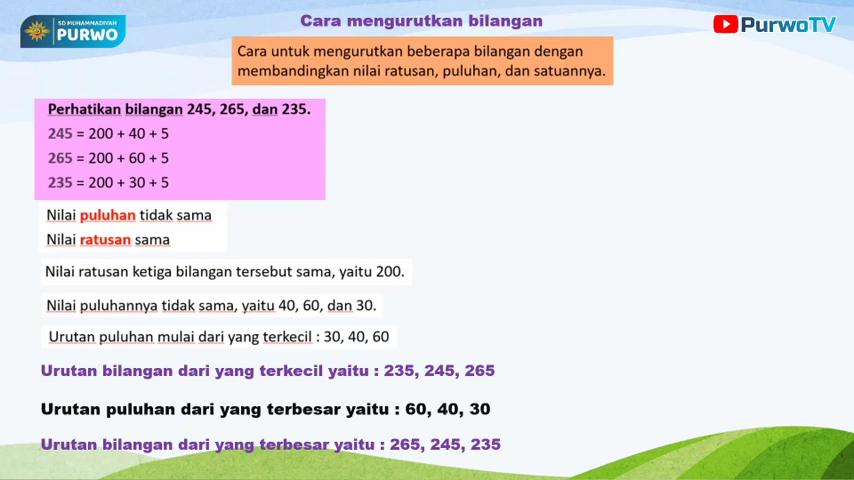 Cara mengurutkan bilangan
SD MUHAMMADIYAH
PURWO
PurwoTV
Cara untuk mengurutkan beberapa bilangan dengan
membandingkan nilai ratusan, puluhan, dan satuannya.
Perhatikan bilangan 245, 265, dan 235.
245 = 200 + 40 + 5
265 = 200 + 60 + 5
235 = 200 + 30 + 5
Nilai puluhan tidak sama
Nilai ratusan sama
Nilai ratusan ketiga bilangan tersebut sama, yaitu 200.
Nilai puluhannya tidak sama, yaitu 40, 60, dan 30.
Urutan puluhan mulai dari yang terkecil : 30, 40, 60
Urutan bilangan dari yang terkecil yaitu : 235, 245, 265
Urutan puluhan dari yang terbesar yaitu : 60, 40, 30
Urutan bilangan dari yang terbesar yaitu : 265, 245, 235